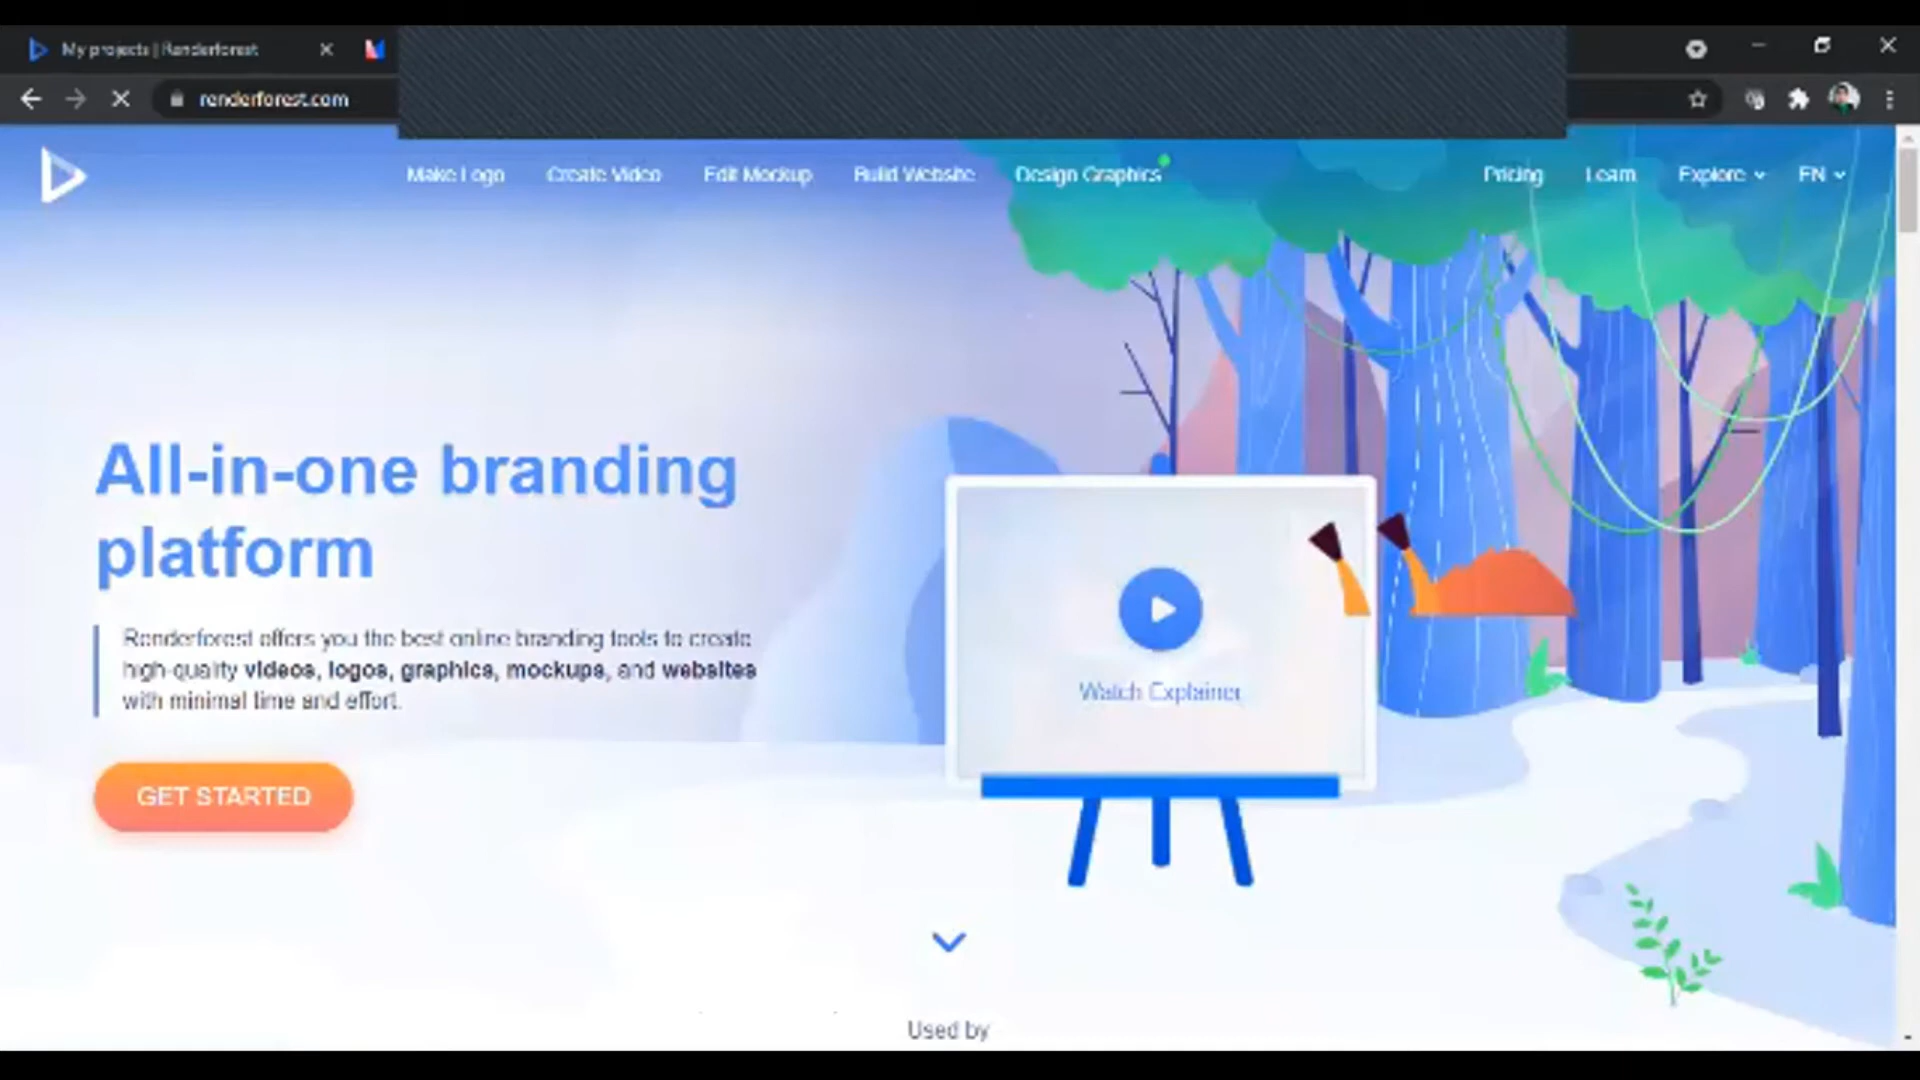 My projects | Renderforest
renderforest.com
Make Logo
Create Video
Edit Mockup
Build Website
Design Graphics
Pricing
Learn
Explore
EN
All-in-one branding
platform
Renderforest offers you the best online branding tools to create
high-quality videos, logos, graphics, mockups, and websites
with minimal time and effort.
GET STARTED
Watch Explainer
Used by